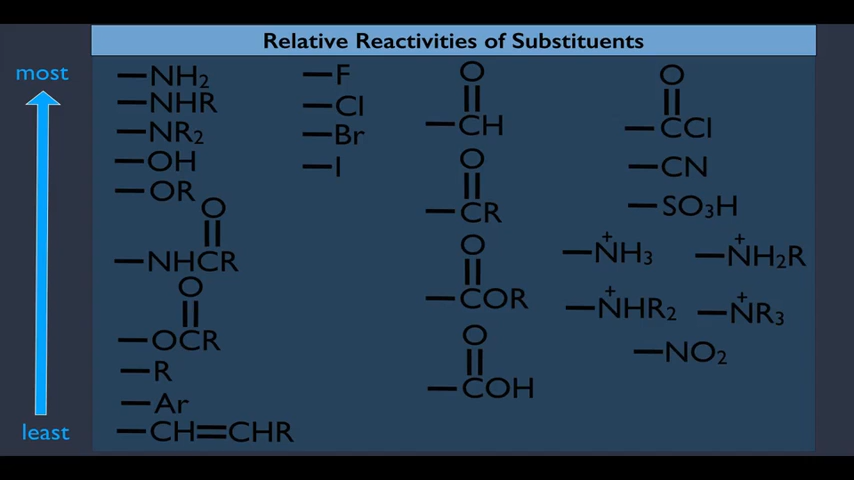 Relative Reactivities of Substituents
most
least
—NH₂
—NHR
—NR₂
—OH
—OR
O
—NHCR
O
—OCR
—R
—Ar
—CH=CHR
—F
—Cl
—Br
—I
O
—CH
O
—CR
O
—COR
O
—COH
O
—CCl
—CN
—SO₃H
—N⁺H₃ —N⁺H₂R
—N⁺HR₂ —N⁺R₃
—NO₂